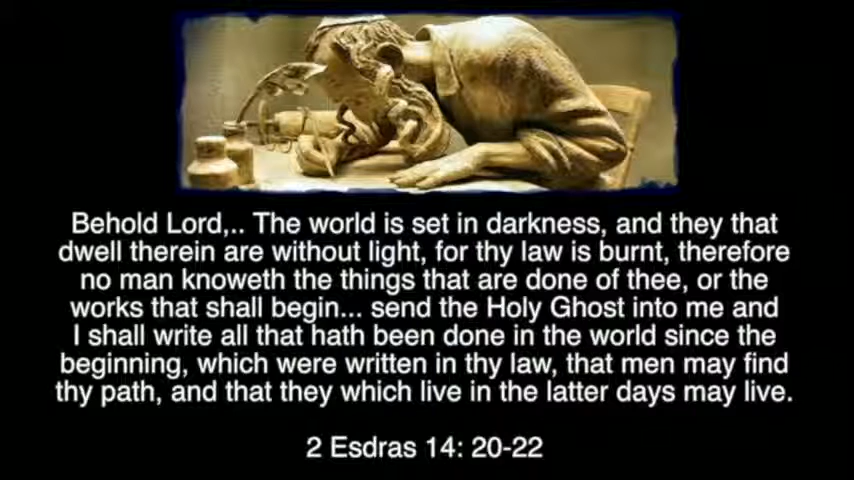 Behold Lord,.. The world is set in darkness, and they that
dwell therein are without light, for thy law is burnt, therefore
no man knoweth the things that are done of thee, or the
works that shall begin... send the Holy Ghost into me and
I shall write all that hath been done in the world since the
beginning, which were written in thy law, that men may find
thy path, and that they which live in the latter days may live.
2 Esdras 14: 20-22